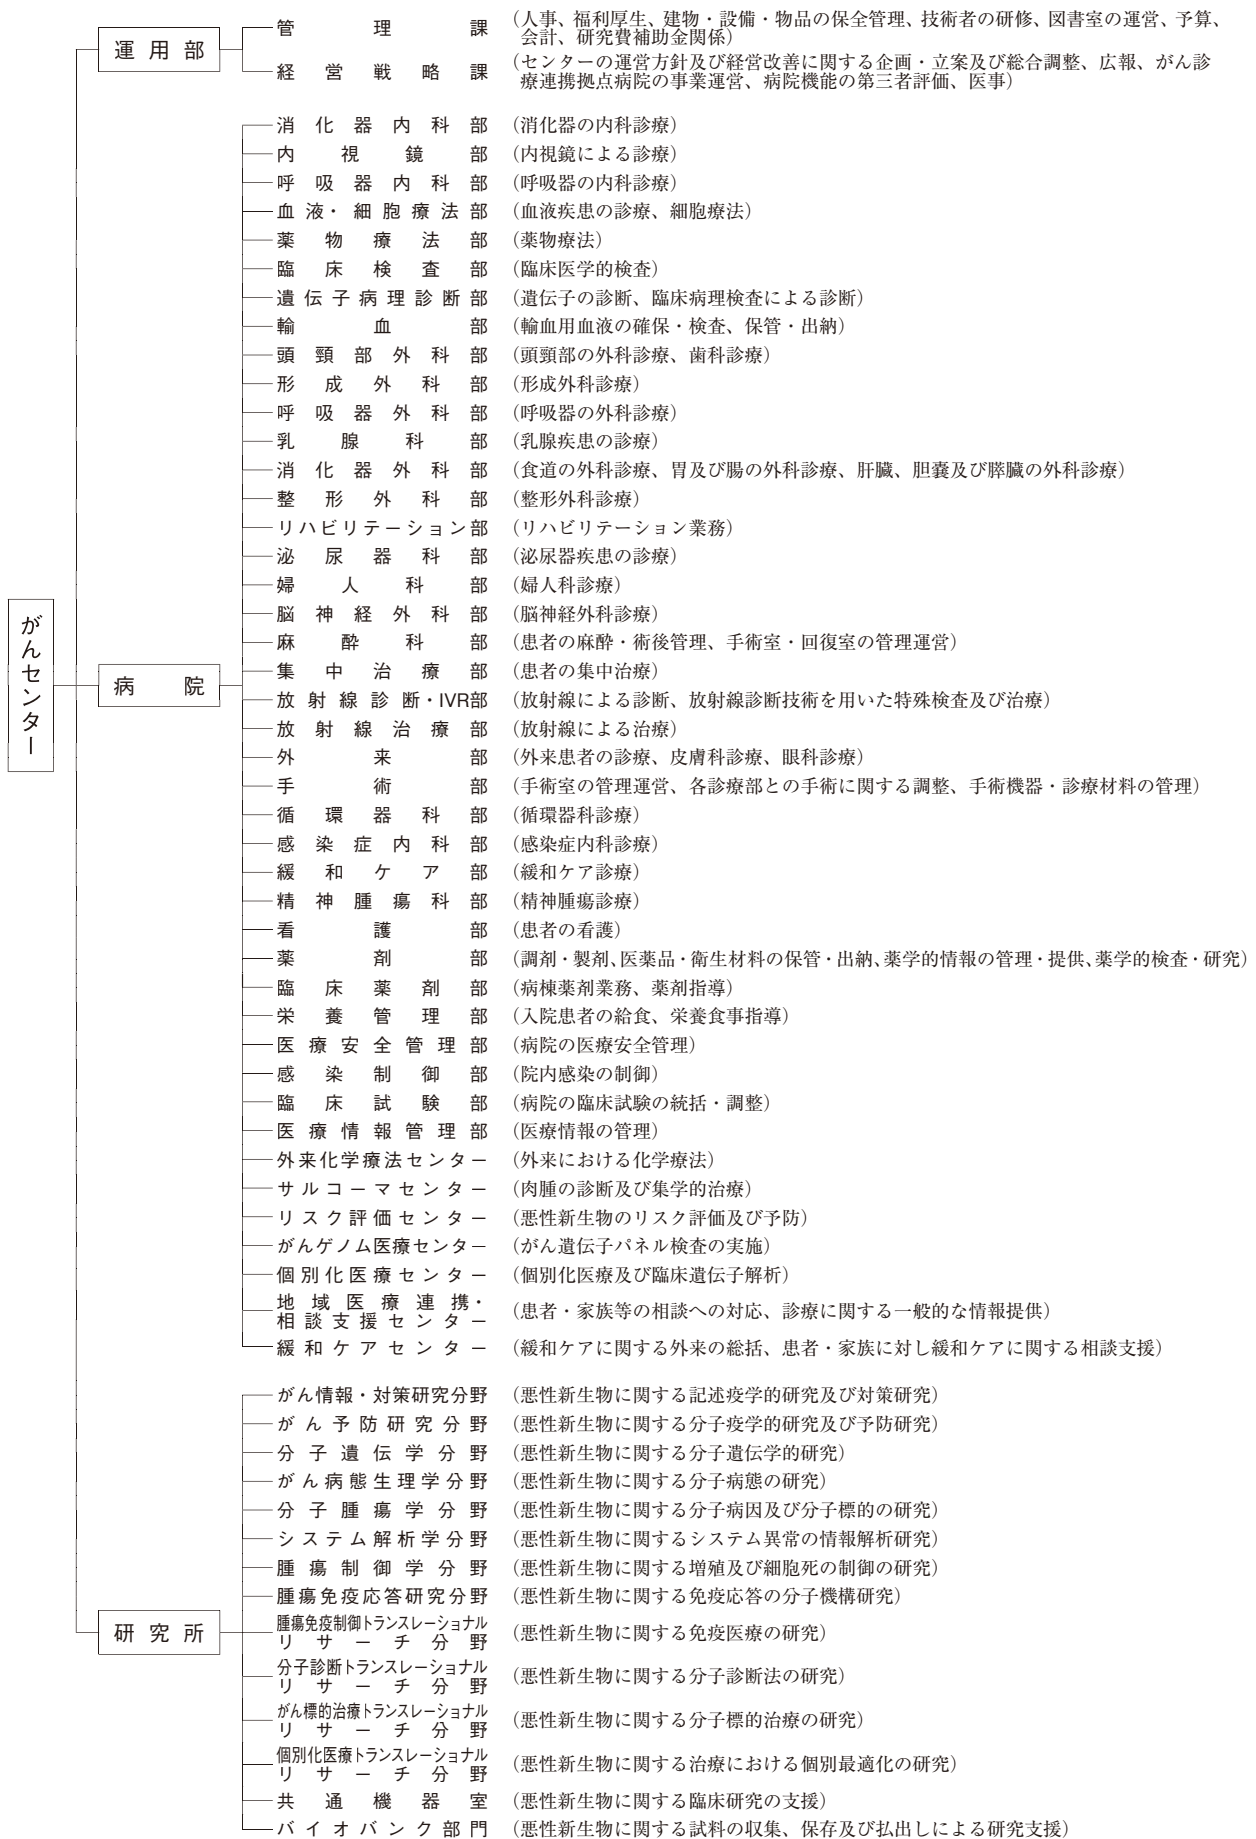 がんセンター
運用部
管理課 （人事、福利厚生、建物・設備・物品の保全管理、技術者の研修、図書室の運営、予算、
会計、研究費補助金関係）
経営戦略課 （センターの運営方針及び経営改善に関する企画・立案及び総合調整、広報、がん診
療連携拠点病院の事業運営、病院機能の第三者評価、医事）
病院
消化器内科部 （消化器の内科診療）
内視鏡部 （内視鏡による診療）
呼吸器内科部 （呼吸器の内科診療）
血液・細胞療法部 （血液疾患の診療、細胞療法）
薬物療法部 （薬物療法）
臨床検査部 （臨床医学的検査）
遺伝子病理診断部 （遺伝子の診断、臨床病理検査による診断）
輸血部 （輸血用血液の確保・検査、保管・出納）
頭頸部外科部 （頭頸部の外科診療、歯科診療）
形成外科部 （形成外科診療）
呼吸器外科部 （呼吸器の外科診療）
乳腺科部 （乳腺疾患の診療）
消化器外科部 （食道の外科診療、胃及び腸の外科診療、肝臓、胆嚢及び膵臓の外科診療）
整形外科部 （整形外科診療）
リハビリテーション部 （リハビリテーション業務）
泌尿器科部 （泌尿器疾患の診療）
婦人科部 （婦人科診療）
脳神経外科部 （脳神経外科診療）
麻酔科部 （患者の麻酔・術後管理、手術室・回復室の管理運営）
集中治療部 （患者の集中治療）
放射線診断・IVR部 （放射線による診断、放射線診断技術を用いた特殊検査及び治療）
放射線治療部 （放射線による治療）
外来部 （外来患者の診療、皮膚科診療、眼科診療）
手術部 （手術室の管理運営、各診療部との手術に関する調整、手術機器・診療材料の管理）
循環器科部 （循環器科診療）
感染症内科部 （感染症内科診療）
緩和ケア部 （緩和ケア診療）
精神腫瘍科部 （精神腫瘍診療）
看護部 （患者の看護）
薬剤部 （調剤・製剤、医薬品・衛生材料の保管・出納、薬学的情報の管理・提供、薬学的検査・研究）
臨床薬剤部 （病棟薬剤業務、薬剤指導）
栄養管理部 （入院患者の給食、栄養食事指導）
医療安全管理部 （病院の医療安全管理）
感染制御部 （院内感染の制御）
臨床試験部 （病院の臨床試験の統括・調整）
医療情報管理部 （医療情報の管理）
外来化学療法センター （外来における化学療法）
サルコーマセンター （肉腫の診断及び集学的治療）
リスク評価センター （悪性新生物のリスク評価及び予防）
がんゲノム医療センター （がん遺伝子パネル検査の実施）
個別化医療センター （個別化医療及び臨床遺伝子解析）
地域医療連携・
相談支援センター （患者・家族等の相談への対応、診療に関する一般的な情報提供）
緩和ケアセンター （緩和ケアに関する外来の総括、患者・家族に対し緩和ケアに関する相談支援）
研究所
がん情報・対策研究分野 （悪性新生物に関する記述疫学的研究及び対策研究）
がん予防研究分野 （悪性新生物に関する分子疫学的研究及び予防研究）
分子遺伝学分野 （悪性新生物に関する分子遺伝学的研究）
がん病態生理学分野 （悪性新生物に関する分子病態の研究）
分子腫瘍学分野 （悪性新生物に関する分子病因及び分子標的の研究）
システム解析学分野 （悪性新生物に関するシステム異常の情報解析研究）
腫瘍制御学分野 （悪性新生物に関する増殖及び細胞死の制御の研究）
腫瘍免疫応答研究分野 （悪性新生物に関する免疫応答の分子機構研究）
腫瘍免疫制御トランスレーショナル
リサーチ分野 （悪性新生物に関する免疫医療の研究）
分子診断トランスレーショナル
リサーチ分野 （悪性新生物に関する分子診断法の研究）
がん標的治療トランスレーショナル
リサーチ分野 （悪性新生物に関する分子標的治療の研究）
個別化医療トランスレーショナル
リサーチ分野 （悪性新生物に関する治療における個別最適化の研究）
共通機器室 （悪性新生物に関する臨床研究の支援）
バイオバンク部門 （悪性新生物に関する試料の収集、保存及び払出しによる研究支援）